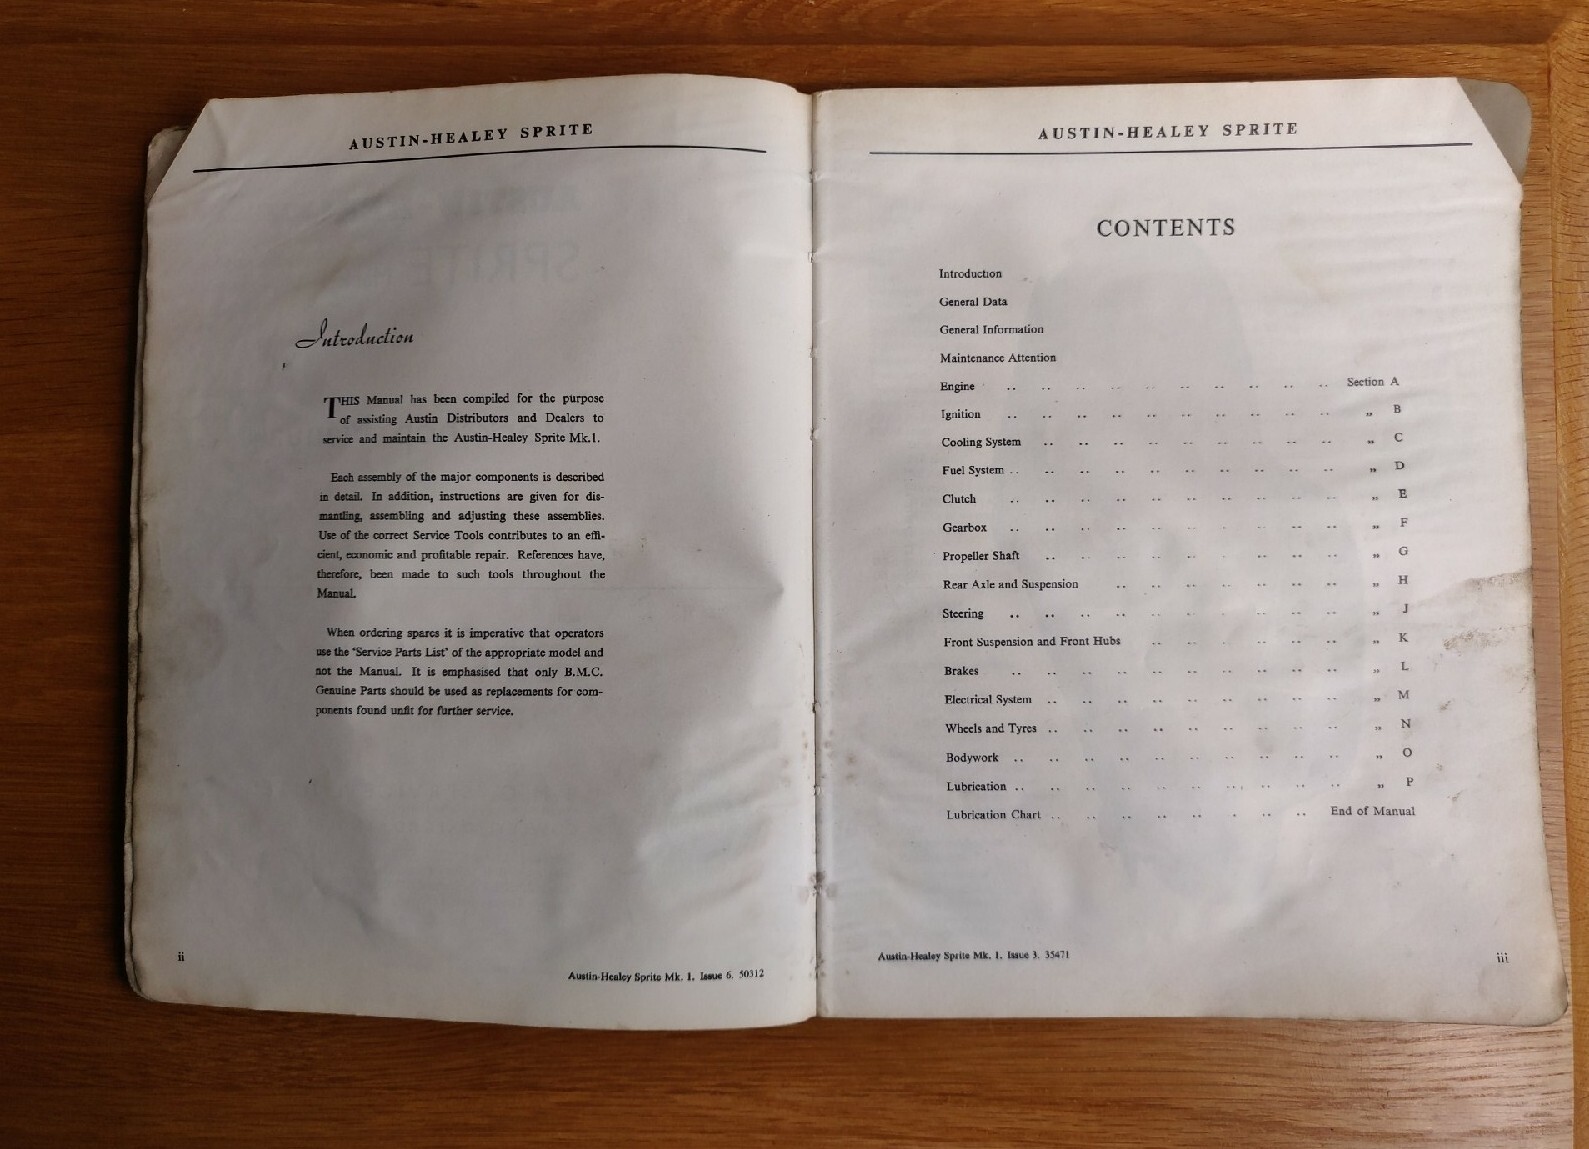 AUSTIN-HEALEY SPRITE
Introduction
THIS Manual has been compiled for the purpose
of assisting Austin Distributors and Dealers to
service and maintain the Austin-Healey Sprite Mk.1.
Each assembly of the major components is described
in detail. In addition, instructions are given for dis-
mantling, assembling and adjusting these assemblies.
Use of the correct Service Tools contributes to an effi-
cient, economic and profitable repair. References have,
therefore, been made to such tools throughout the
Manual.
When ordering spares it is imperative that operators
use the 'Service Parts List' of the appropriate model and
not the Manual. It is emphasised that only B.M.C.
Genuine Parts should be used as replacements for com-
ponents found unfit for further service.
ii
Austin-Healey Sprite Mk. 1. Issue 6. 50312
AUSTIN-HEALEY SPRITE
CONTENTS
Introduction
General Data
General Information
Maintenance Attention
Engine .. .. .. .. .. .. .. .. .. .. Section A
Ignition .. .. .. .. .. .. .. .. .. .. „ B
Cooling System .. .. .. .. .. .. .. .. .. „ C
Fuel System .. .. .. .. .. .. .. .. .. .. „ D
Clutch .. .. .. .. .. .. .. .. .. .. „ E
Gearbox .. .. .. .. .. .. .. .. .. .. „ F
Propeller Shaft .. .. .. .. .. .. .. .. .. „ G
Rear Axle and Suspension .. .. .. .. .. .. .. „ H
Steering .. .. .. .. .. .. .. .. .. .. „ J
Front Suspension and Front Hubs .. .. .. .. .. .. „ K
Brakes .. .. .. .. .. .. .. .. .. .. „ L
Electrical System .. .. .. .. .. .. .. .. .. „ M
Wheels and Tyres .. .. .. .. .. .. .. .. .. „ N
Bodywork .. .. .. .. .. .. .. .. .. .. „ O
Lubrication .. .. .. .. .. .. .. .. .. .. „ P
Lubrication Chart .. .. .. .. .. .. .. .. End of Manual
Austin-Healey Sprite Mk. 1. Issue 3. 35471
iii